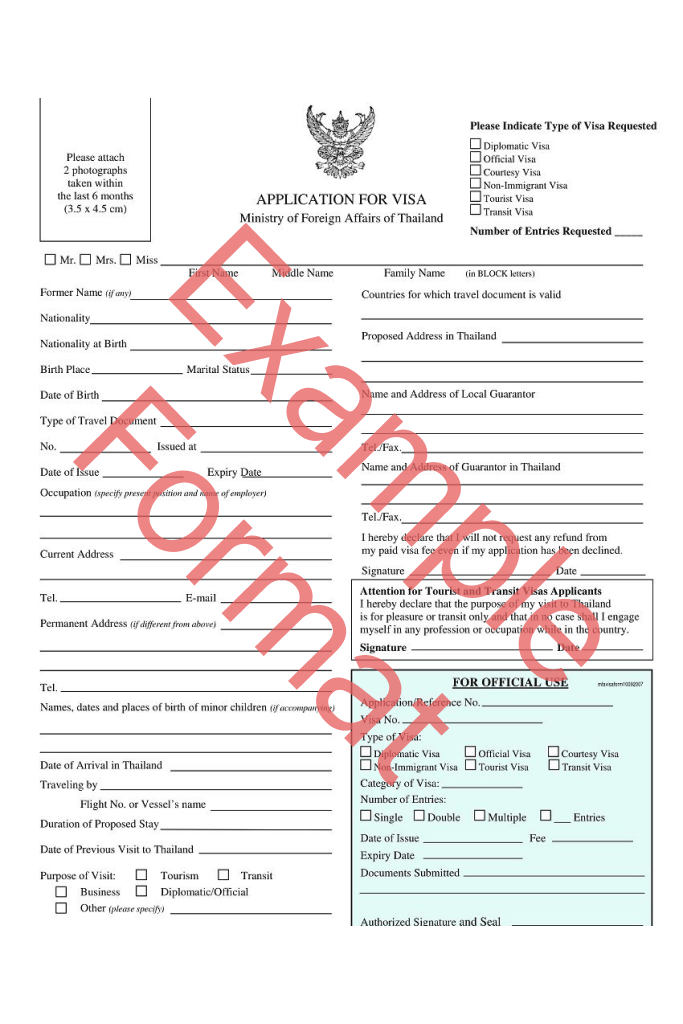 Please attach
2 photographs
taken within
the last 6 months
(3.5 x 4.5 cm)
APPLICATION FOR VISA
Ministry of Foreign Affairs of Thailand
Please Indicate Type of Visa Requested
Diplomatic Visa
Official Visa
Courtesy Visa
Non-Immigrant Visa
Tourist Visa
Transit Visa
Number of Entries Requested _____
Mr. Mrs. Miss
First Name Middle Name Family Name (in BLOCK letters)
Former Name (if any)
Nationality
Nationality at Birth
Birth Place Marital Status
Date of Birth
Type of Travel Document
No. Issued at
Date of Issue Expiry Date
Occupation (specify present position and name of employer)
Current Address
Tel. E-mail
Permanent Address (if different from above)
Tel.
Names, dates and places of birth of minor children (if accompanying)
Date of Arrival in Thailand
Traveling by
Flight No. or Vessel's name
Duration of Proposed Stay
Date of Previous Visit to Thailand
Purpose of Visit: Tourism Transit
Business Diplomatic/Official
Other (please specify)
Countries for which travel document is valid
Proposed Address in Thailand
Name and Address of Local Guarantor
Tel./Fax.
Name and Address of Guarantor in Thailand
Tel./Fax.
I hereby declare that I will not request any refund from
my paid visa fee even if my application has been declined.
Signature Date
Attention for Tourist and Transit Visas Applicants
I hereby declare that the purpose of my visit to Thailand
is for pleasure or transit only and that in no case shall I engage
myself in any profession or occupation while in the country.
Signature Date
FOR OFFICIAL USE
Application/Reference No.
Visa No.
Type of Visa:
Diplomatic Visa Official Visa Courtesy Visa
Non-Immigrant Visa Tourist Visa Transit Visa
Category of Visa:
Number of Entries:
Single Double Multiple ___ Entries
Date of Issue Fee
Expiry Date
Documents Submitted
Authorized Signature and Seal
Example
Format